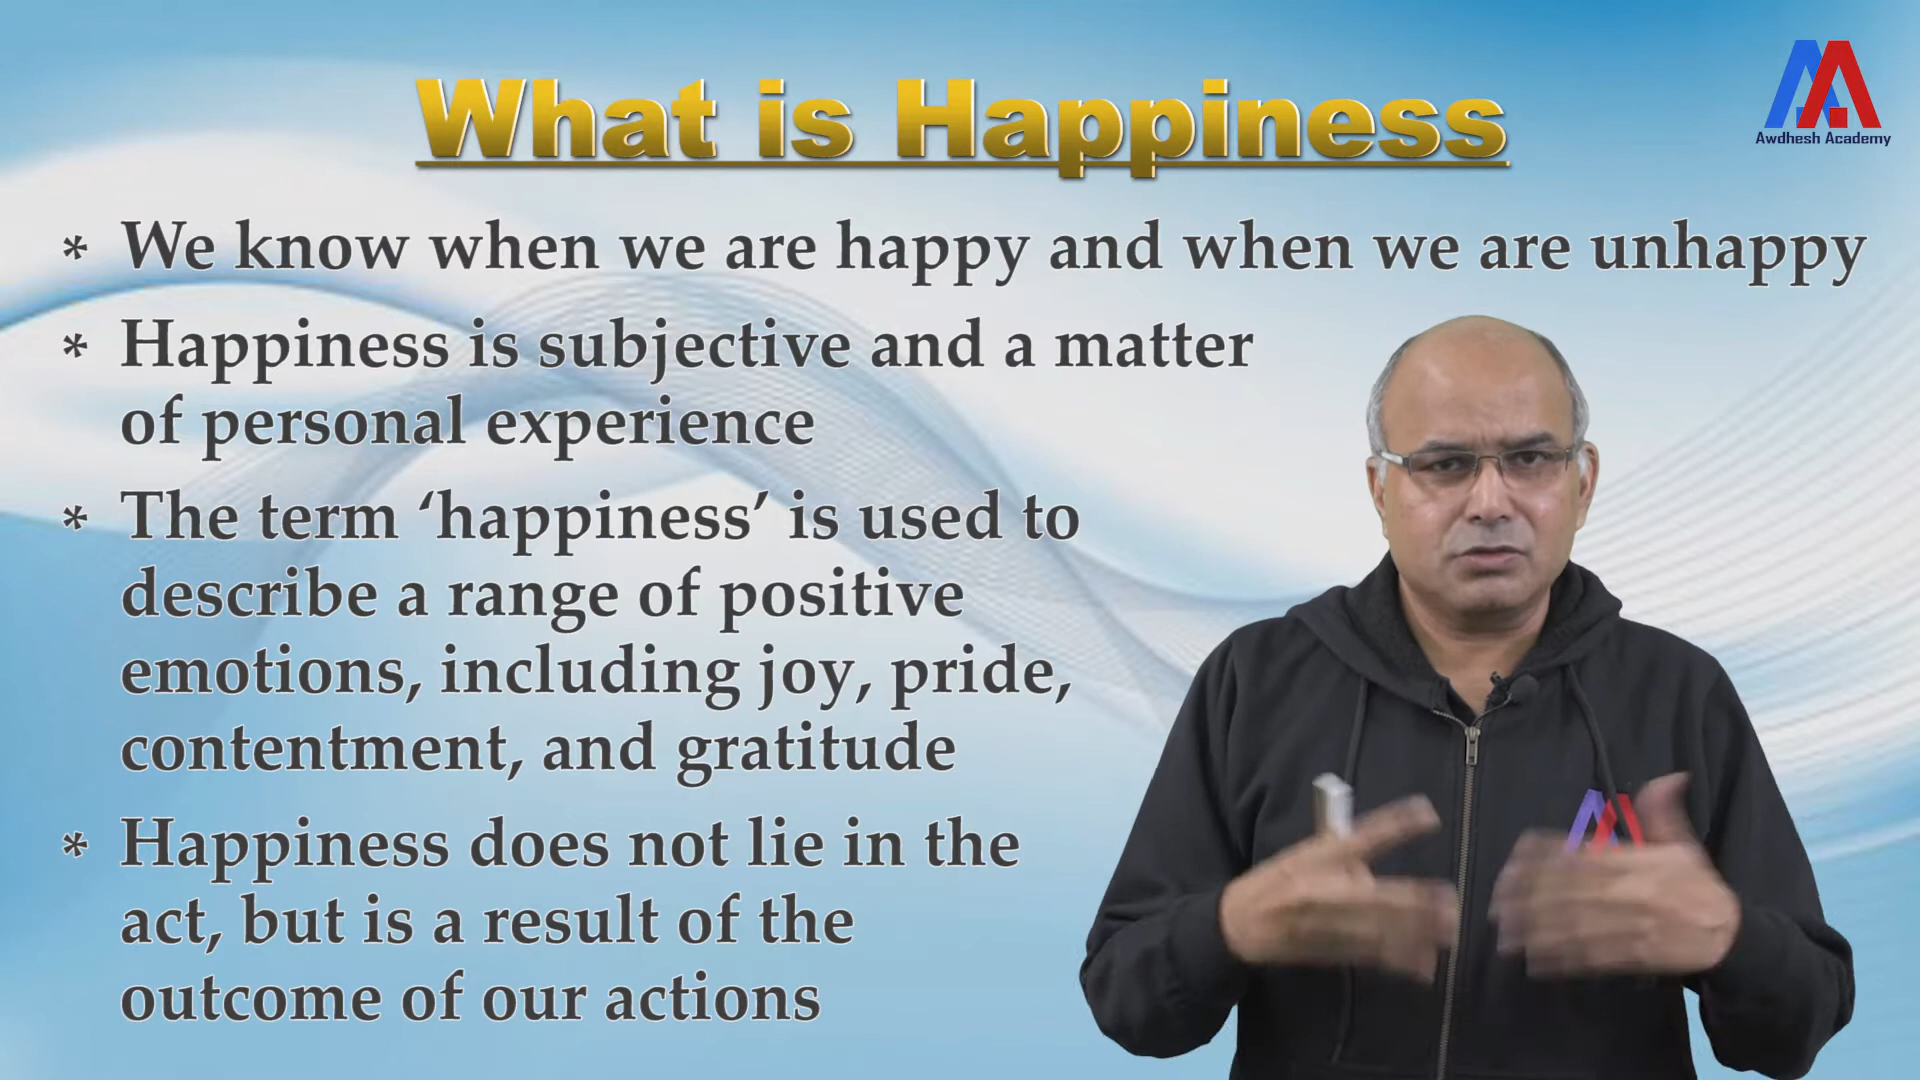 What is Happiness
Awdhesh Academy
* We know when we are happy and when we are unhappy
* Happiness is subjective and a matter
of personal experience
* The term ‘happiness’ is used to
describe a range of positive
emotions, including joy, pride,
contentment, and gratitude
* Happiness does not lie in the
act, but is a result of the
outcome of our actions